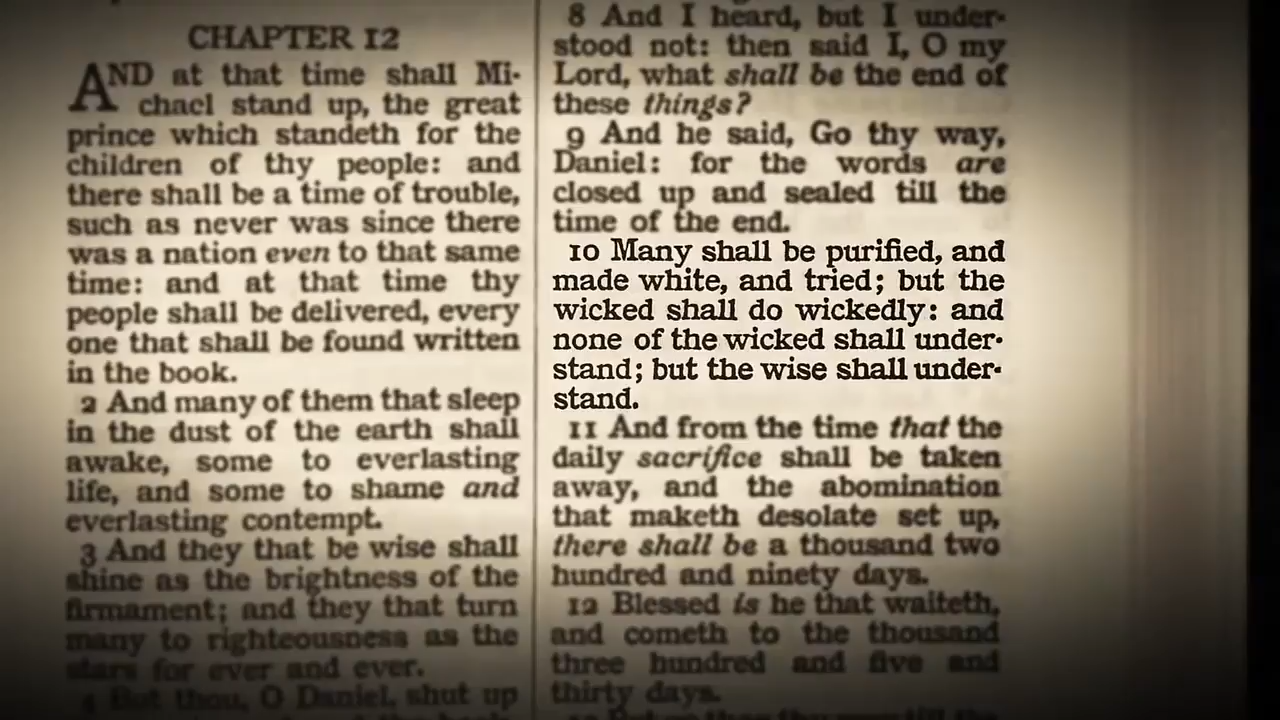 CHAPTER 12
AND at that time shall Mi-
chael stand up, the great
prince which standeth for the
children of thy people: and
there shall be a time of trouble,
such as never was since there
was a nation even to that same
time: and at that time thy
people shall be delivered, every
one that shall be found written
in the book.
2 And many of them that sleep
in the dust of the earth shall
awake, some to everlasting
life, and some to shame and
everlasting contempt.
3 And they that be wise shall
shine as the brightness of the
firmament; and they that turn
many to righteousness as the
stars for ever and ever.
4 But thou, O Daniel, shut up
8 And I heard, but I under-
stood not: then said I, O my
Lord, what shall be the end of
these things?
9 And he said, Go thy way,
Daniel: for the words are
closed up and sealed till the
time of the end.
10 Many shall be purified, and
made white, and tried; but the
wicked shall do wickedly: and
none of the wicked shall under-
stand; but the wise shall under-
stand.
11 And from the time that the
daily sacrifice shall be taken
away, and the abomination
that maketh desolate set up,
there shall be a thousand two
hundred and ninety days.
12 Blessed is he that waiteth,
and cometh to the thousand
three hundred and five and
thirty days.